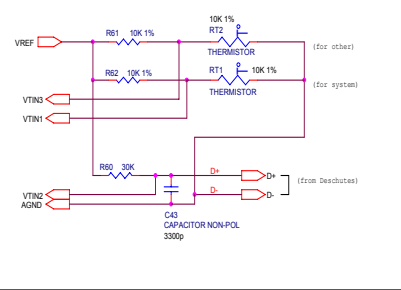 10K 1%
R61 10K 1% RT2
VREF
THERMISTOR (for other)
R62 10K 1% RT1 10K 1%
(for system)
THERMISTOR
VTIN3
VTIN1
R60 30K D+ D+
(from Deschutes)
D- D-
VTIN2
AGND
C43
CAPACITOR NON-POL
3300p